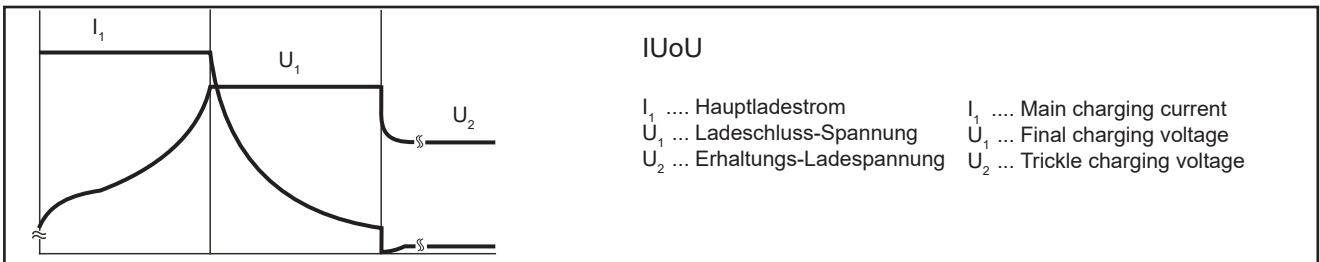 I₁
U₁
U₂
IUoU
I₁ .... Hauptladestrom
U₁ ... Ladeschluss-Spannung
U₂ ... Erhaltungs-Ladespannung
I₁ .... Main charging current
U₁ ... Final charging voltage
U₂ ... Trickle charging voltage